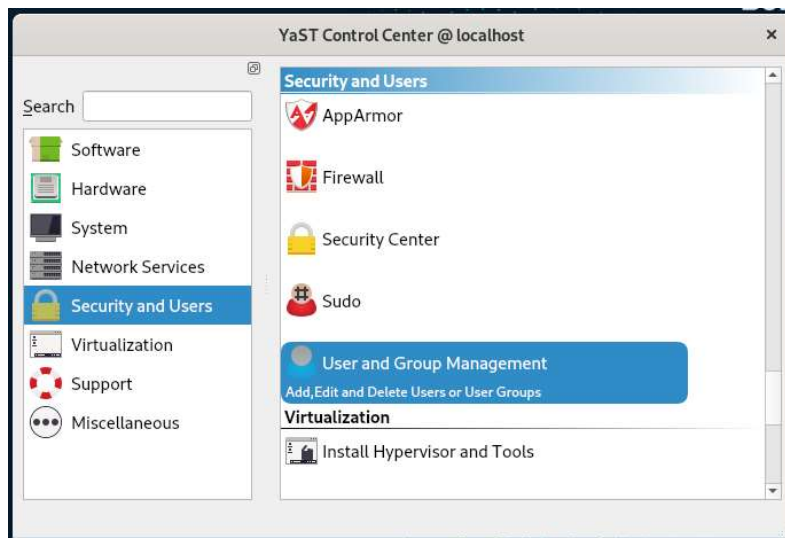 YaST Control Center @ localhost
Search
Software
Hardware
System
Network Services
Security and Users
Virtualization
Support
Miscellaneous
Security and Users
AppArmor
Firewall
Security Center
Sudo
User and Group Management
Add,Edit and Delete Users or User Groups
Virtualization
Install Hypervisor and Tools